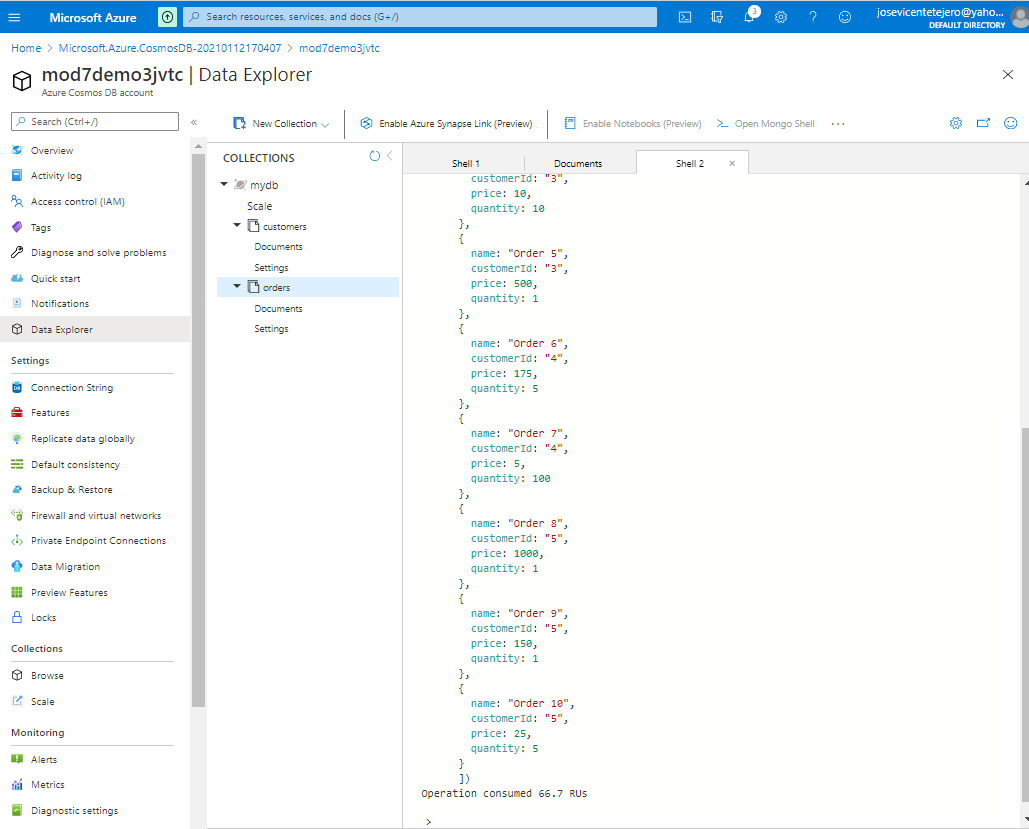 Microsoft Azure
Search resources, services, and docs (G+/)
3
josevicentetejero@yaho...
DEFAULT DIRECTORY
Home > Microsoft.Azure.CosmosDB-20210112170407 > mod7demo3jvtc
mod7demo3jvtc | Data Explorer
Azure Cosmos DB account
Search (Ctrl+/)
«
Overview
Activity log
Access control (IAM)
Tags
Diagnose and solve problems
Quick start
Notifications
Data Explorer
Settings
Connection String
Features
Replicate data globally
Default consistency
Backup & Restore
Firewall and virtual networks
Private Endpoint Connections
Data Migration
Preview Features
Locks
Collections
Browse
Scale
Monitoring
Alerts
Metrics
Diagnostic settings
New Collection
Enable Azure Synapse Link (Preview)
Enable Notebooks (Preview)
Open Mongo Shell
...
COLLECTIONS
mydb
Scale
customers
Documents
Settings
orders
Documents
Settings
Shell 1
Documents
Shell 2
customerId: "3",
price: 10,
quantity: 10
},
{
name: "Order 5",
customerId: "3",
price: 500,
quantity: 1
},
{
name: "Order 6",
customerId: "4",
price: 175,
quantity: 5
},
{
name: "Order 7",
customerId: "4",
price: 5,
quantity: 100
},
{
name: "Order 8",
customerId: "5",
price: 1000,
quantity: 1
},
{
name: "Order 9",
customerId: "5",
price: 150,
quantity: 1
},
{
name: "Order 10",
customerId: "5",
price: 25,
quantity: 5
}
])
Operation consumed 66.7 RUs
>